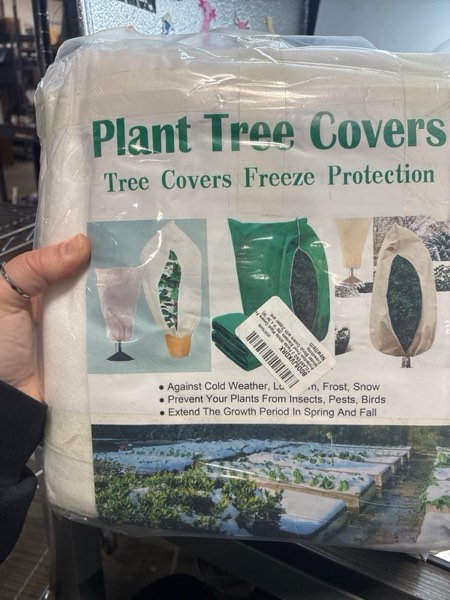 Plant Tree Covers
Tree Covers Freeze Protection
• Against Cold Weather, Lo m, Frost, Snow
• Prevent Your Plants From Insects, Pests, Birds
• Extend The Growth Period In Spring And Fall